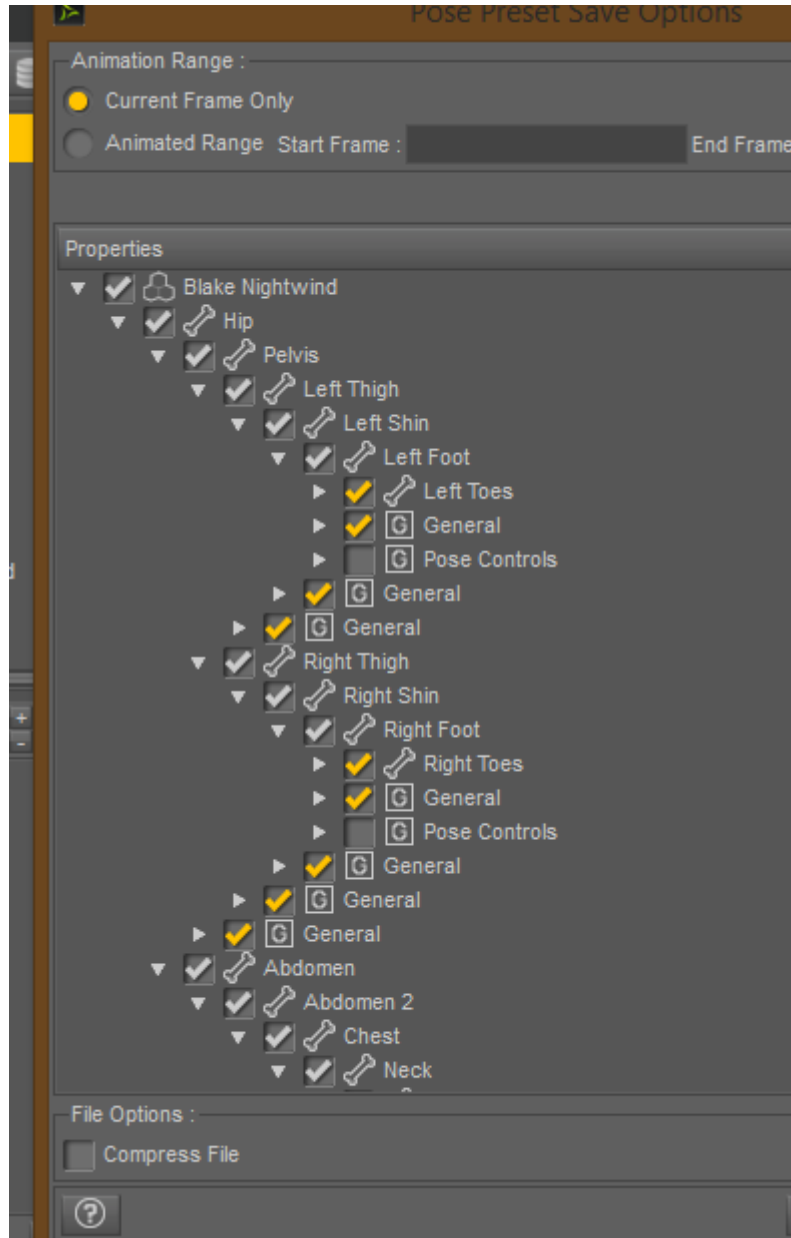 Pose Preset Save Options
Animation Range :
Current Frame Only
Animated Range Start Frame : End Frame
Properties
Blake Nightwind
Hip
Pelvis
Left Thigh
Left Shin
Left Foot
Left Toes
G General
G Pose Controls
G General
G General
Right Thigh
Right Shin
Right Foot
Right Toes
G General
G Pose Controls
G General
G General
G General
Abdomen
Abdomen 2
Chest
Neck
File Options :
Compress File
?